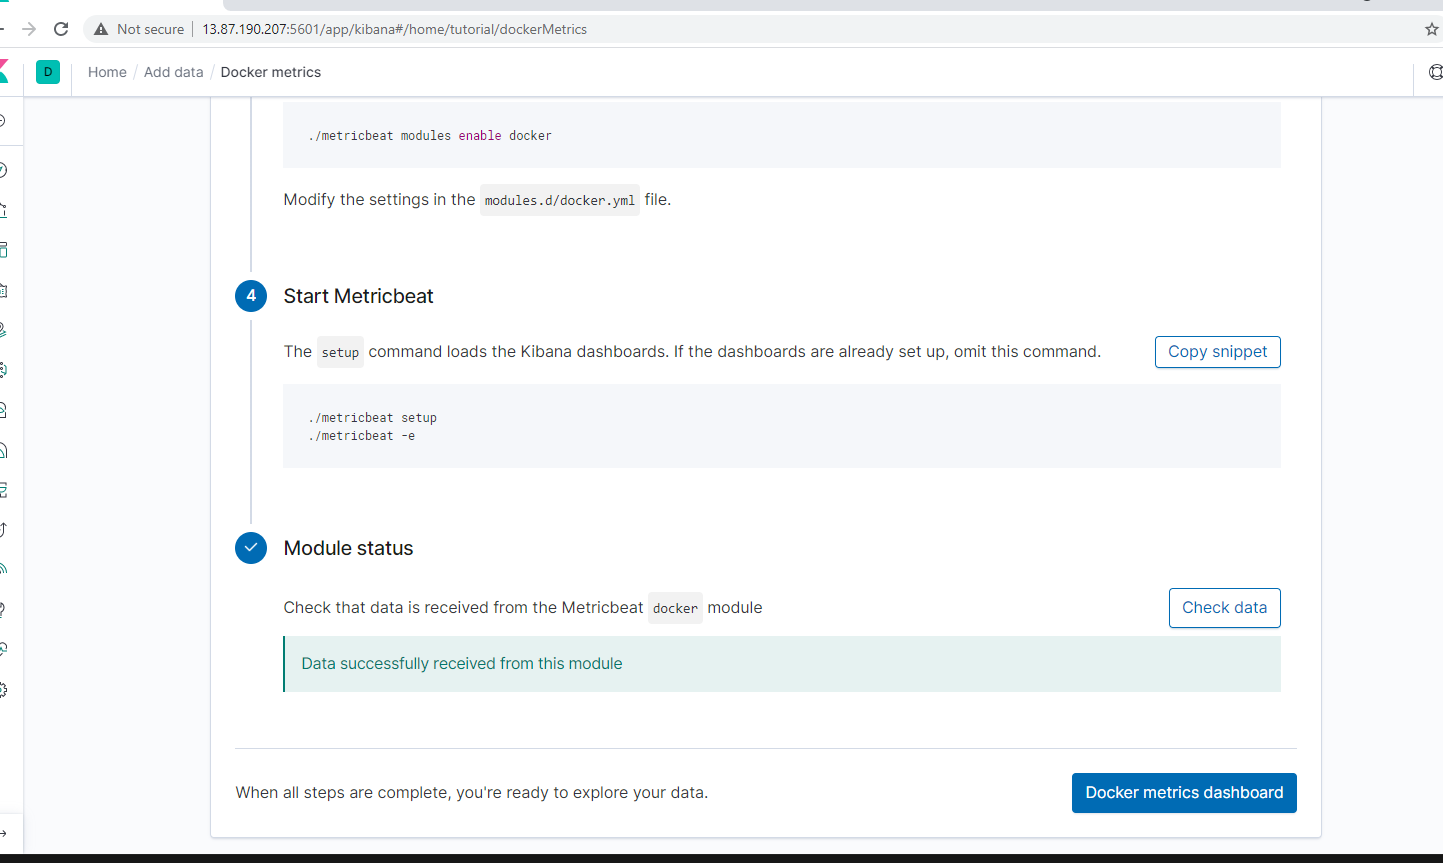 Not secure 13.87.190.207:5601/app/kibana#/home/tutorial/dockerMetrics
D Home / Add data / Docker metrics
./metricbeat modules enable docker
Modify the settings in the modules.d/docker.yml file.
4 Start Metricbeat
The setup command loads the Kibana dashboards. If the dashboards are already set up, omit this command. Copy snippet
./metricbeat setup
./metricbeat -e
Module status
Check that data is received from the Metricbeat docker module Check data
Data successfully received from this module
When all steps are complete, you're ready to explore your data. Docker metrics dashboard